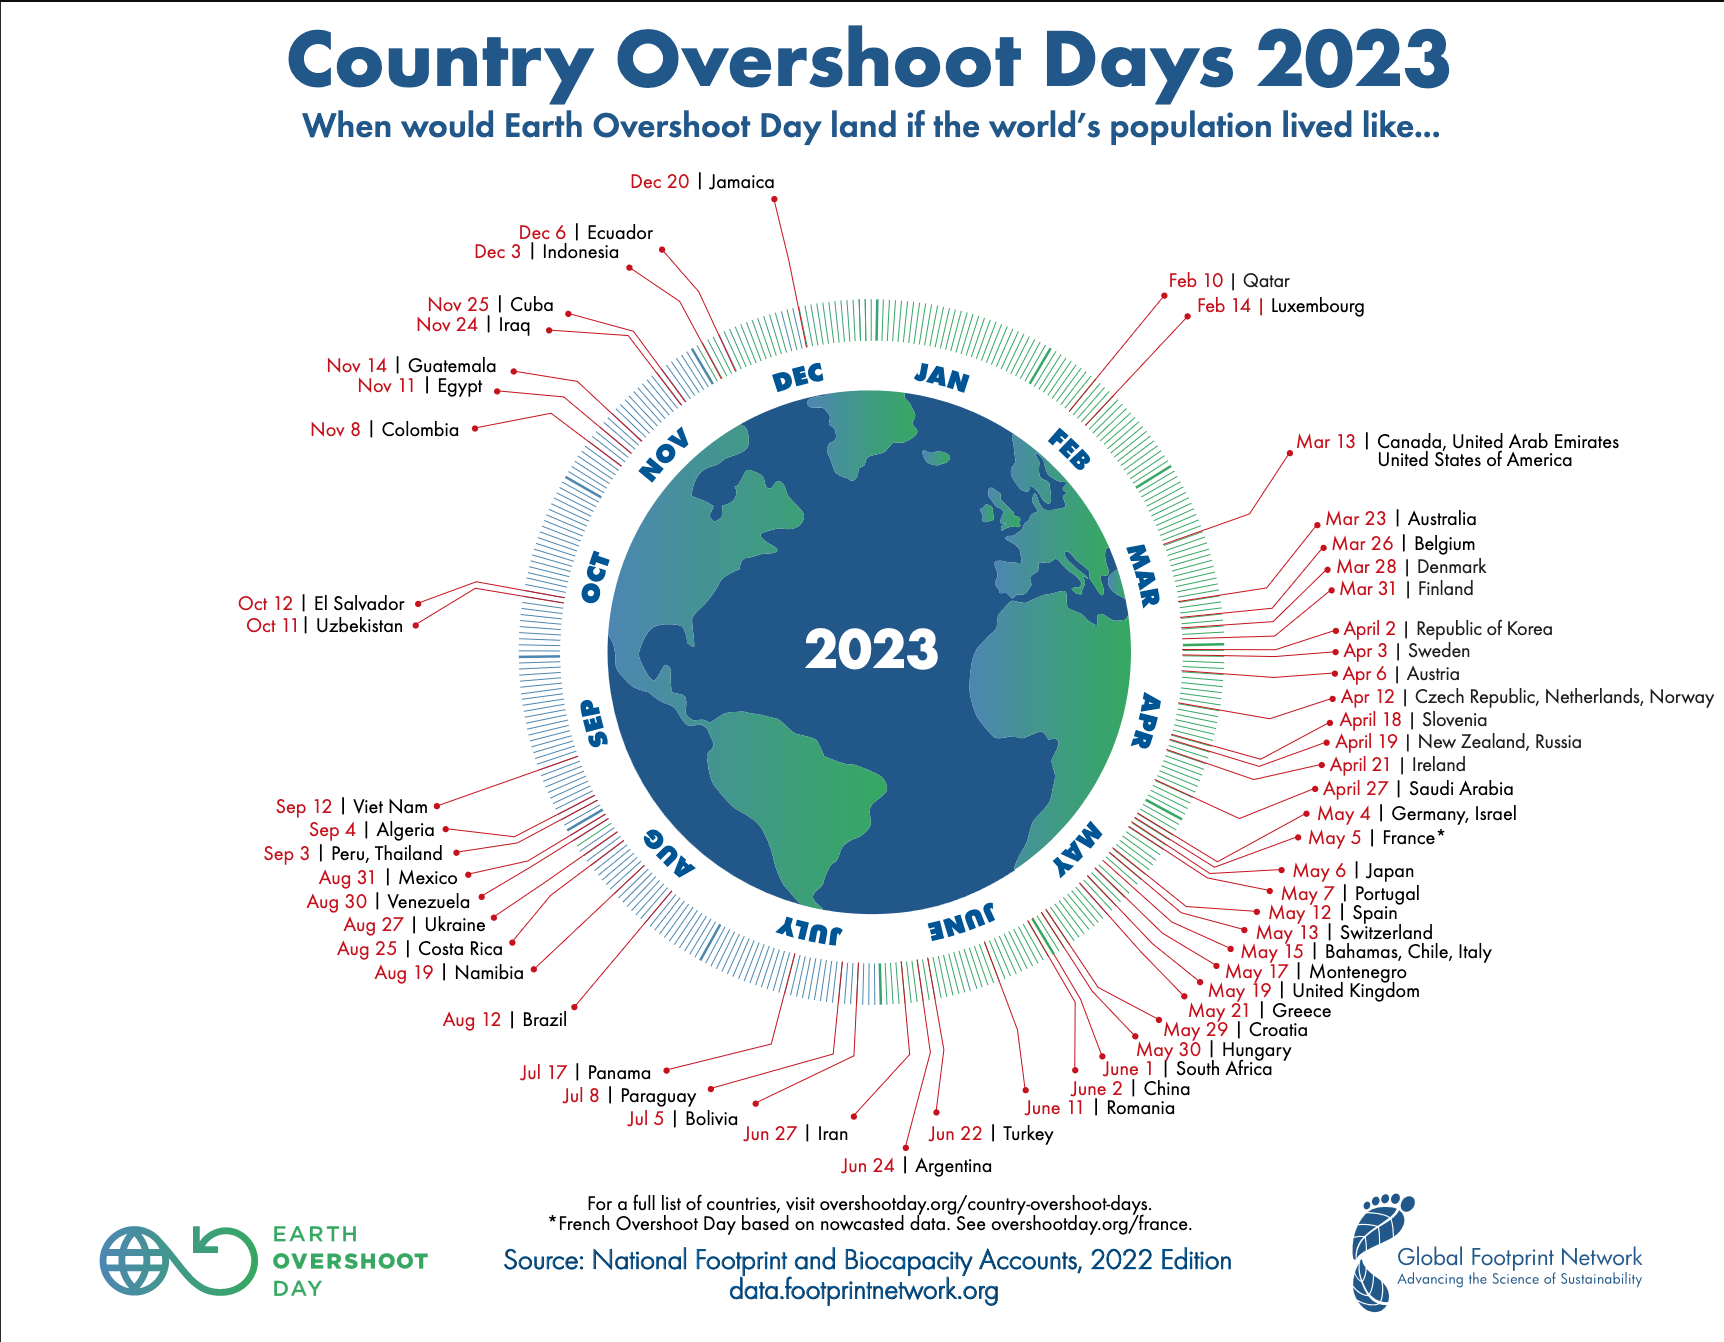 Country Overshoot Days 2023
When would Earth Overshoot Day land if the world's population lived like...
Dec 20 | Jamaica
Dec 6 | Ecuador
Dec 3 | Indonesia
Nov 25 | Cuba
Nov 24 | Iraq
Nov 14 | Guatemala
Nov 11 | Egypt
Nov 8 | Colombia
Oct 12 | El Salvador
Oct 11 | Uzbekistan
Sep 12 | Viet Nam
Sep 4 | Algeria
Sep 3 | Peru, Thailand
Aug 31 | Mexico
Aug 30 | Venezuela
Aug 27 | Ukraine
Aug 25 | Costa Rica
Aug 19 | Namibia
Aug 12 | Brazil
Jul 17 | Panama
Jul 8 | Paraguay
Jul 5 | Bolivia
Jun 27 | Iran
Jun 24 | Argentina
Jun 22 | Turkey
Feb 10 | Qatar
Feb 14 | Luxembourg
Mar 13 | Canada, United Arab Emirates
United States of America
Mar 23 | Australia
Mar 26 | Belgium
Mar 28 | Denmark
Mar 31 | Finland
April 2 | Republic of Korea
Apr 3 | Sweden
Apr 6 | Austria
Apr 12 | Czech Republic, Netherlands, Norway
April 18 | Slovenia
April 19 | New Zealand, Russia
April 21 | Ireland
April 27 | Saudi Arabia
May 4 | Germany, Israel
May 5 | France*
May 6 | Japan
May 7 | Portugal
May 12 | Spain
May 13 | Switzerland
May 15 | Bahamas, Chile, Italy
May 17 | Montenegro
May 19 | United Kingdom
May 21 | Greece
May 29 | Croatia
May 30 | Hungary
June 1 | South Africa
June 2 | China
June 11 | Romania
JAN
FEB
MAR
APR
MAY
JUNE
JULY
AUG
SEP
OCT
NOV
DEC
2023
For a full list of countries, visit overshootday.org/country-overshoot-days.
*French Overshoot Day based on nowcasted data. See overshootday.org/france.
Source: National Footprint and Biocapacity Accounts, 2022 Edition
data.footprintnetwork.org
EARTH
OVERSHOOT
DAY
Global Footprint Network
Advancing the Science of Sustainability